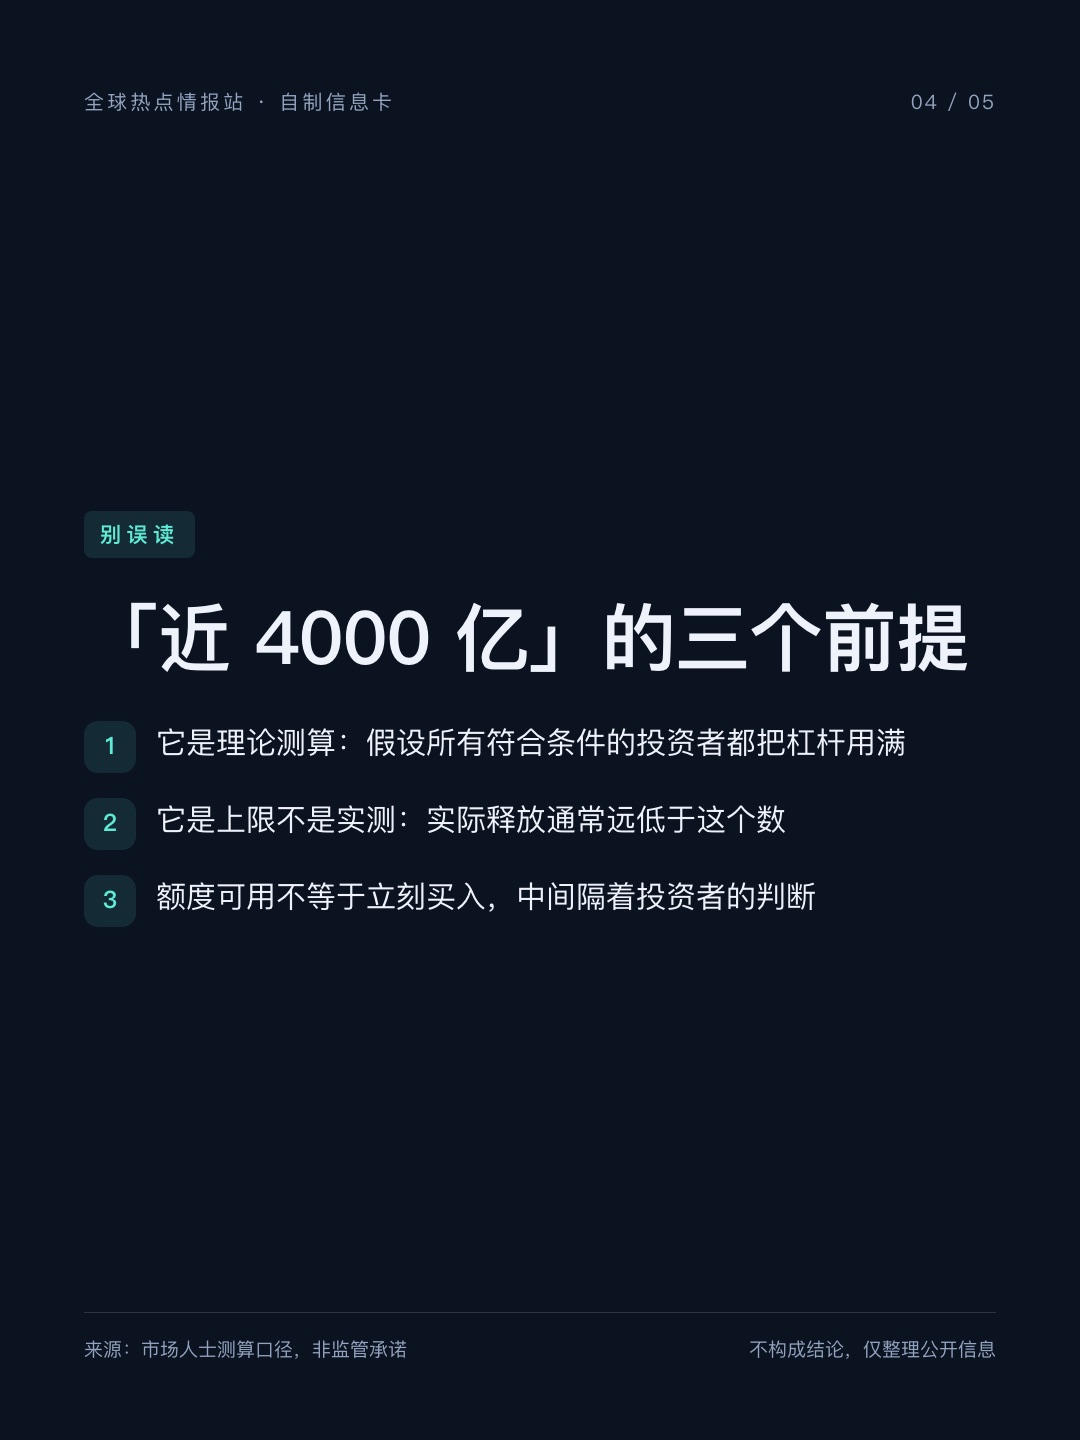 全球热点情报站 · 自制信息卡
04 / 05
别误读
「近 4000 亿」的三个前提
1 它是理论测算：假设所有符合条件的投资者都把杠杆用满
2 它是上限不是实测：实际释放通常远低于这个数
3 额度可用不等于立刻买入，中间隔着投资者的判断
来源：市场人士测算口径，非监管承诺
不构成结论，仅整理公开信息